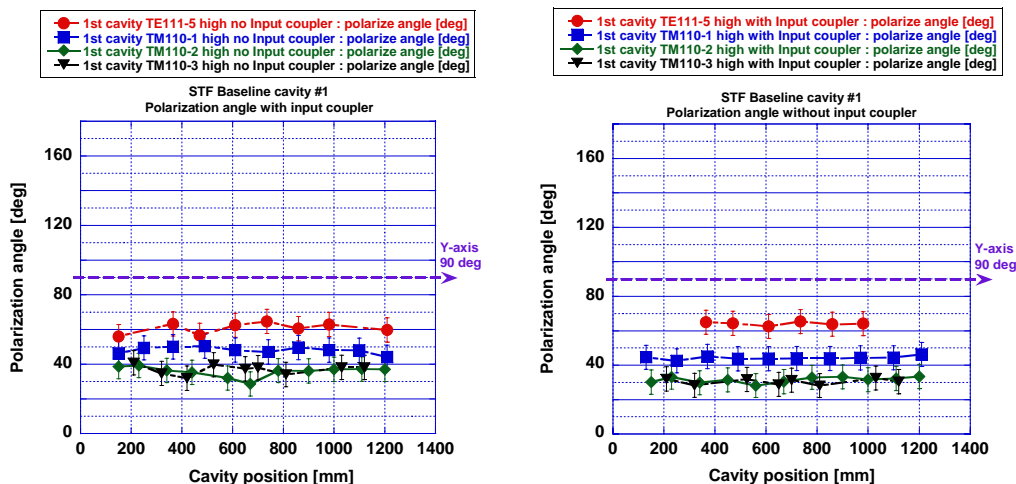 1st cavity TE111-5 high no Input coupler : polarize angle [deg]
1st cavity TM110-1 high no Input coupler : polarize angle [deg]
1st cavity TM110-2 high no Input coupler : polarize angle [deg]
1st cavity TM110-3 high no Input coupler : polarize angle [deg]
STF Baseline cavity #1
Polarization angle with input coupler
160
120
80
40
0
Polarization angle [deg]
Y-axis
90 deg
0 200 400 600 800 1000 1200 1400
Cavity position [mm]
1st cavity TE111-5 high with Input coupler : polarize angle [deg]
1st cavity TM110-1 high with Input coupler : polarize angle [deg]
1st cavity TM110-2 high with Input coupler : polarize angle [deg]
1st cavity TM110-3 high with Input coupler : polarize angle [deg]
STF Baseline cavity #1
Polarization angle without input coupler
160
120
80
40
0
Polarization angle [deg]
Y-axis
90 deg
0 200 400 600 800 1000 1200 1400
Cavity position [mm]